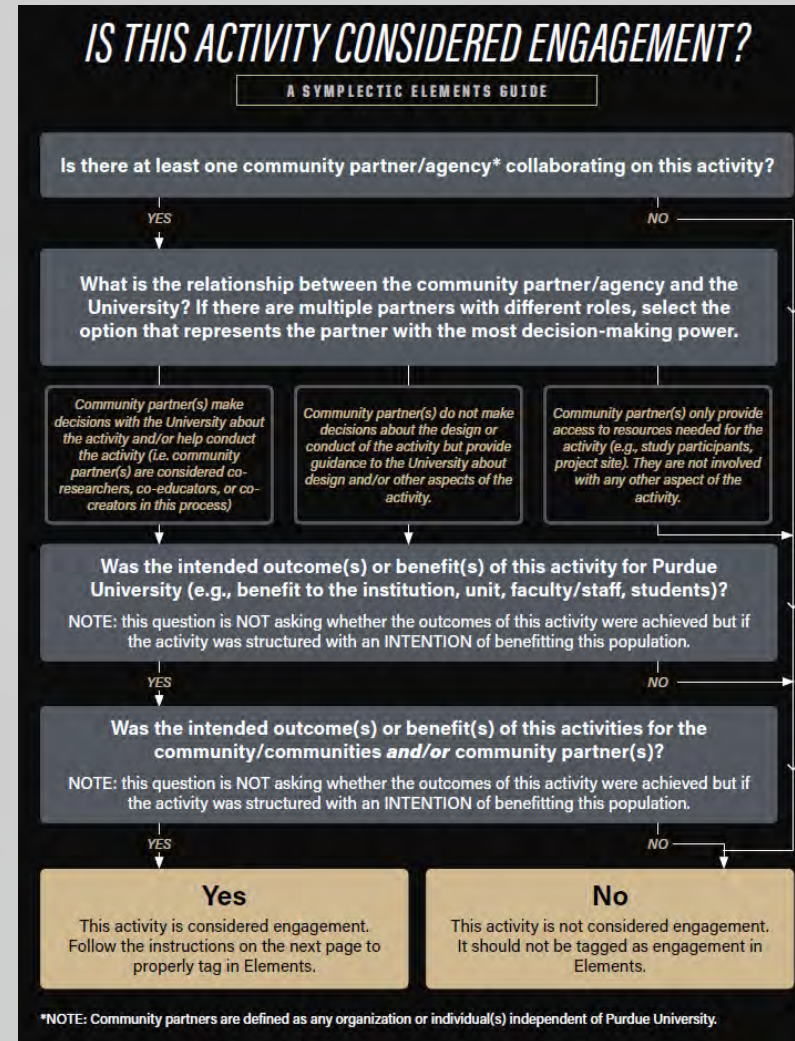 IS THIS ACTIVITY CONSIDERED ENGAGEMENT?
A SYMPLECTIC ELEMENTS GUIDE
Is there at least one community partner/agency* collaborating on this activity?
YES
NO
What is the relationship between the community partner/agency and the
University? If there are multiple partners with different roles, select the
option that represents the partner with the most decision-making power.
Community partner(s) make
decisions with the University about
the activity and/or help conduct
the activity (i.e. community
partner(s) are considered co-
researchers, co-educators, or co-
creators in this process)
Community partner(s) do not make
decisions about the design or
conduct of the activity but provide
guidance to the University about
design and/or other aspects of the
activity.
Community partner(s) only provide
access to resources needed for the
activity (e.g., study participants,
project site). They are not involved
with any other aspect of the
activity.
Was the intended outcome(s) or benefit(s) of this activity for Purdue
University (e.g., benefit to the institution, unit, faculty/staff, students)?
NOTE: this question is NOT asking whether the outcomes of this activity were achieved but if
the activity was structured with an INTENTION of benefitting this population.
YES
NO
Was the intended outcome(s) or benefit(s) of this activities for the
community/communities and/or community partner(s)?
NOTE: this question is NOT asking whether the outcomes of this activity were achieved but if
the activity was structured with an INTENTION of benefitting this population.
YES
NO
Yes
This activity is considered engagement.
Follow the instructions on the next page to
properly tag in Elements.
No
This activity is not considered engagement.
It should not be tagged as engagement in
Elements.
*NOTE: Community partners are defined as any organization or individual(s) independent of Purdue University.